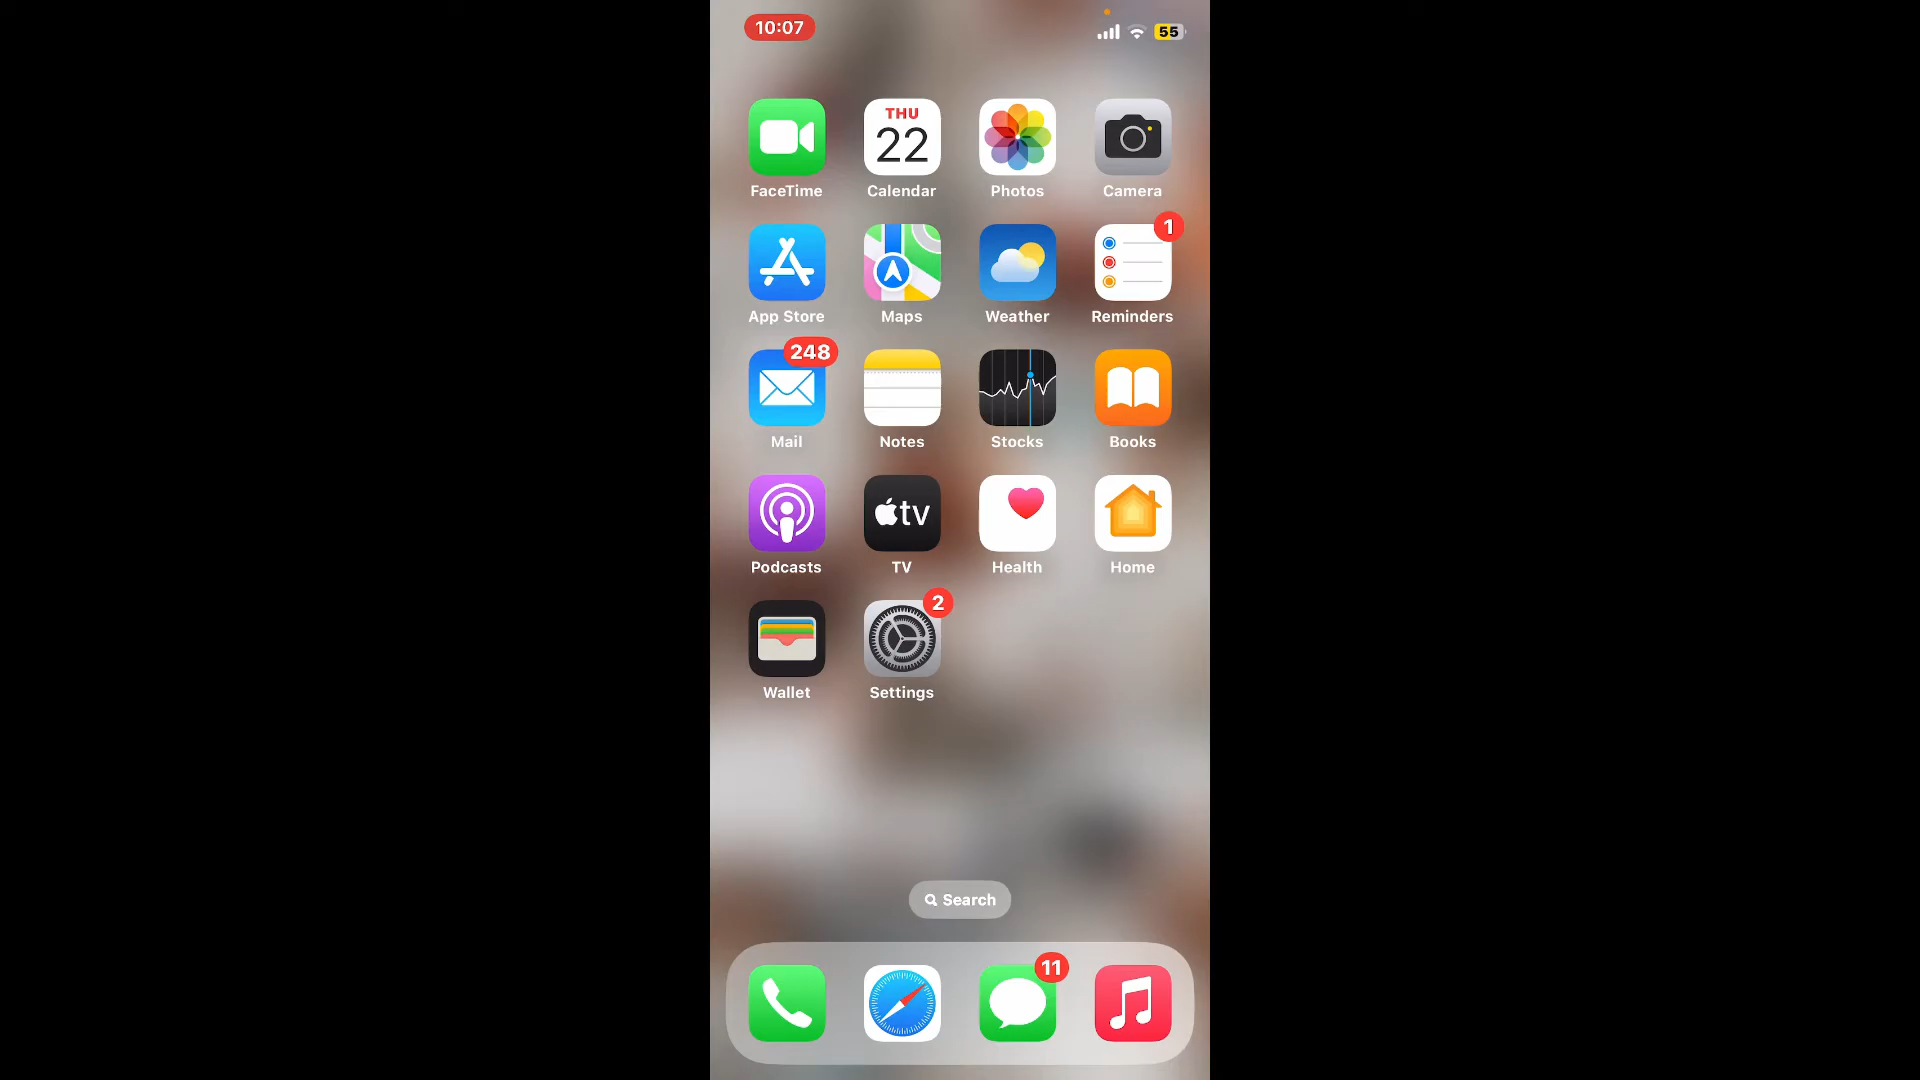 10:07
55
THU
22
FaceTime
Calendar
Photos
Camera
1
App Store
Maps
Weather
Reminders
248
Mail
Notes
Stocks
Books
tv
Podcasts
TV
Health
Home
2
Wallet
Settings
Search
11